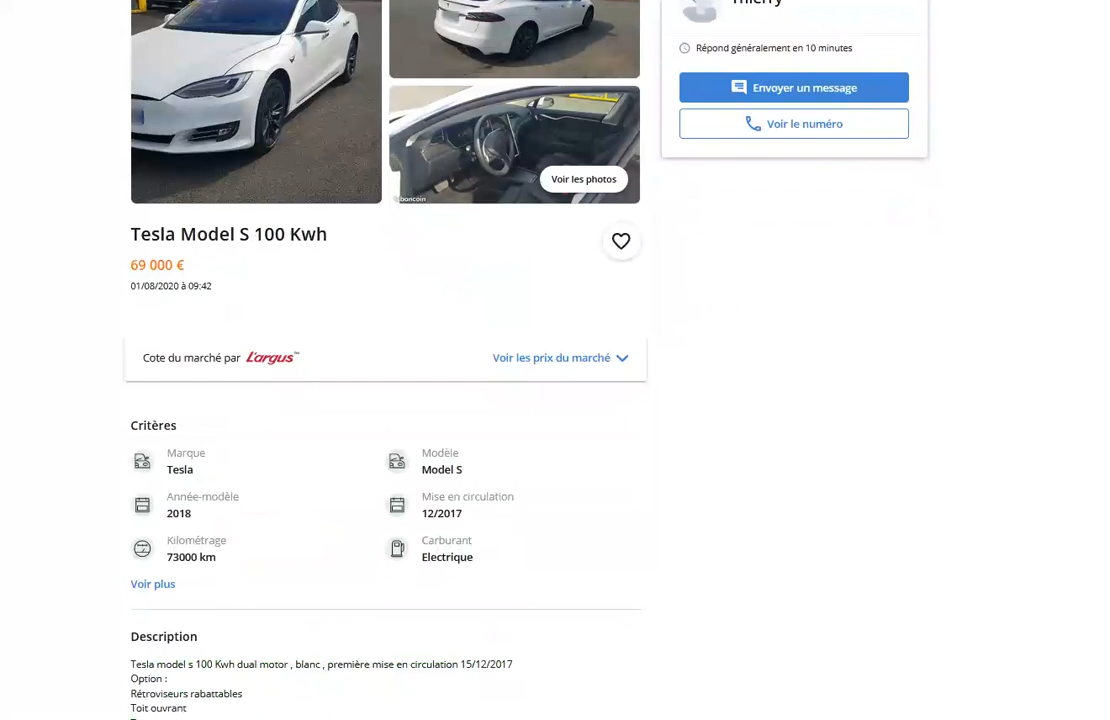 Thierry
Répond généralement en 10 minutes
Envoyer un message
Voir le numéro
Voir les photos
leboncoin
Tesla Model S 100 Kwh
69 000 €
01/08/2020 à 09:42
Cote du marché par L'argus™
Voir les prix du marché
Critères
Marque
Tesla
Modèle
Model S
Année-modèle
2018
Mise en circulation
12/2017
Kilométrage
73000 km
Carburant
Electrique
Voir plus
Description
Tesla model s 100 Kwh dual motor , blanc , première mise en circulation 15/12/2017
Option :
Rétroviseurs rabattables
Toit ouvrant